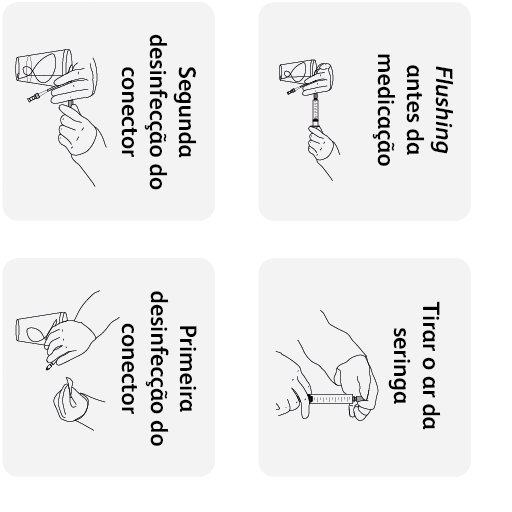 Flushing
antes da
medicação
Tirar o ar da
seringa
Segunda
desinfecção do
conector
Primeira
desinfecção do
conector